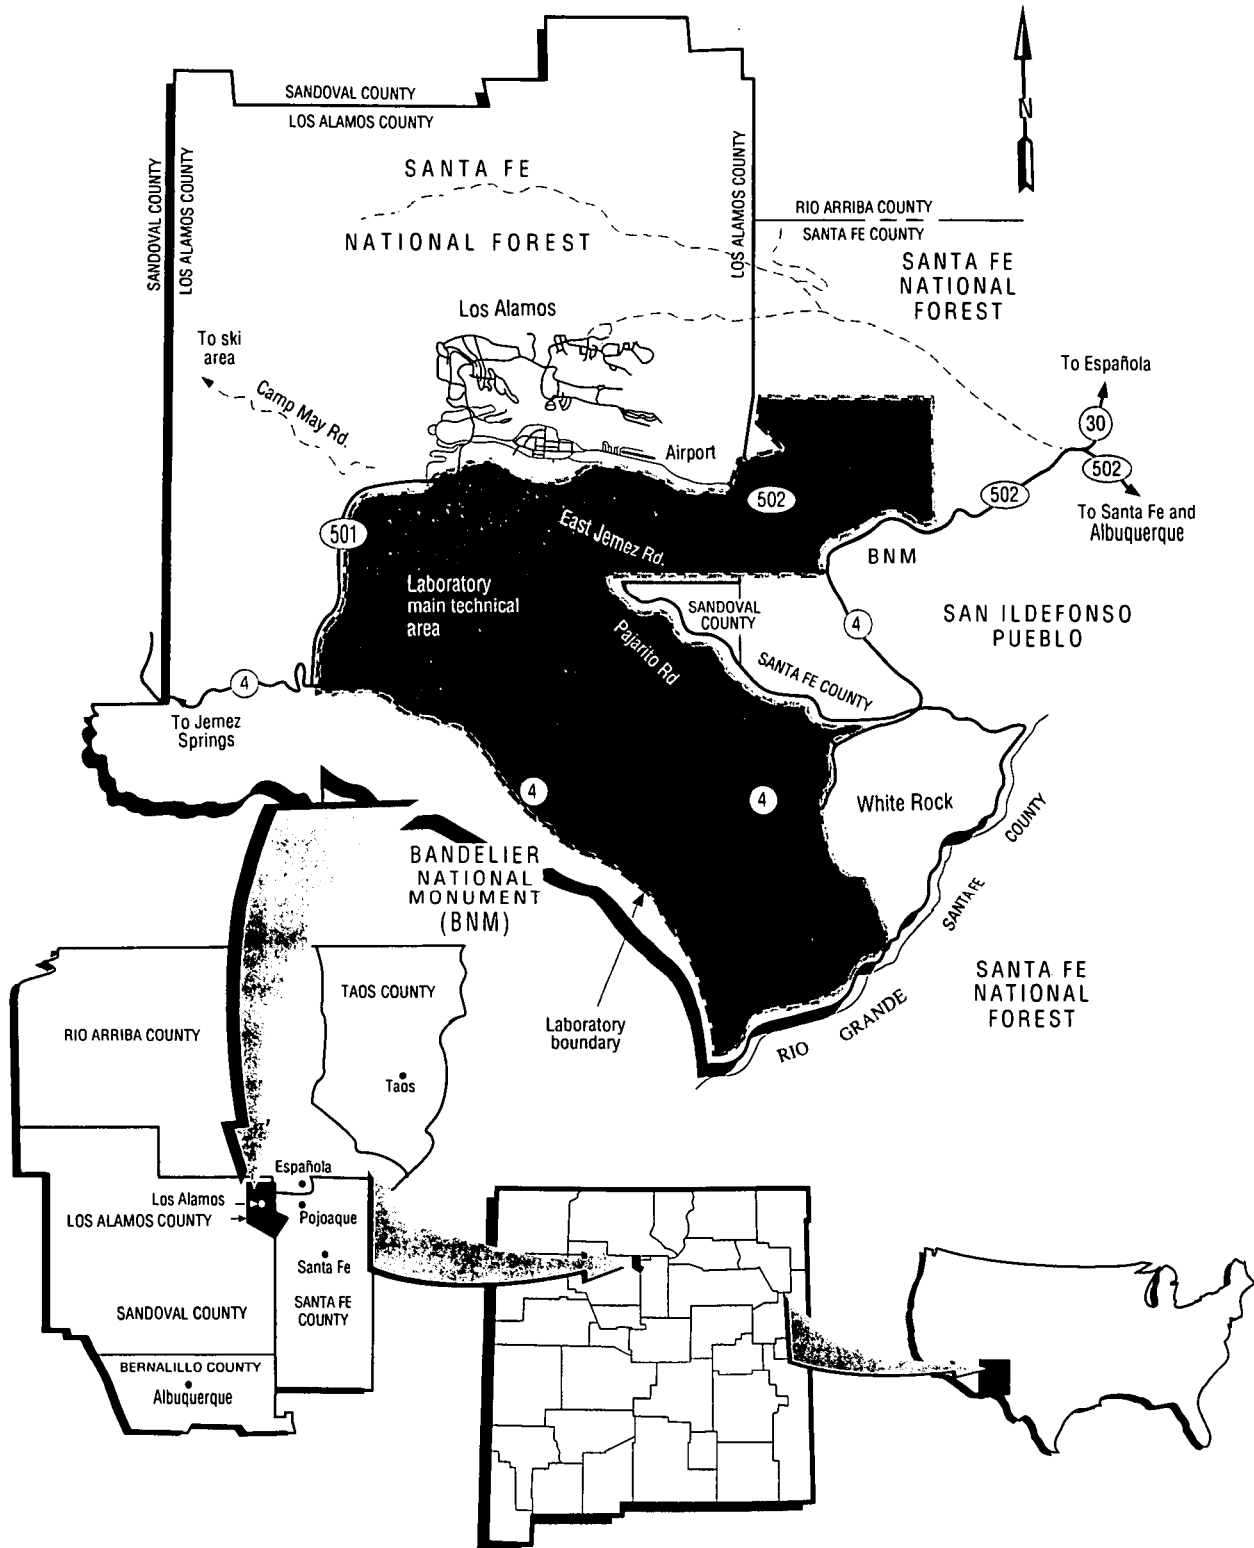 N
SANDOVAL COUNTY
LOS ALAMOS COUNTY
SANDOVAL COUNTY
LOS ALAMOS COUNTY
LOS ALAMOS COUNTY
SANTA FE
NATIONAL FOREST
RIO ARRIBA COUNTY
SANTA FE COUNTY
SANTA FE
NATIONAL
FOREST
Los Alamos
To ski
area
Camp May Rd.
To Española
30
Airport
502
502
502
To Santa Fe and
Albuquerque
501
East Jemez Rd.
BNM
Laboratory
main technical
area
SANDOVAL
COUNTY
4
SAN ILDEFONSO
PUEBLO
Pajarito Rd
SANTA FE COUNTY
4
To Jemez
Springs
4
4
White Rock
SANTA FE
COUNTY
BANDELIER
NATIONAL
MONUMENT
(BNM)
SANTA FE
NATIONAL
FOREST
Laboratory
boundary
RIO GRANDE
TAOS COUNTY
RIO ARRIBA COUNTY
Taos
Española
Los Alamos
LOS ALAMOS COUNTY
Pojoaque
Santa Fe
SANDOVAL COUNTY
SANTA FE
COUNTY
BERNALILLO COUNTY
Albuquerque